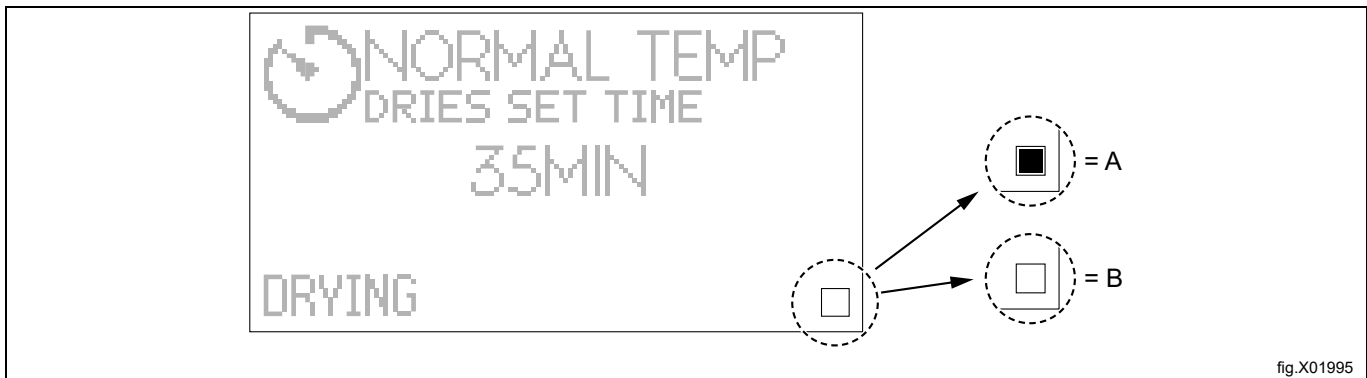 NORMAL TEMP
DRIES SET TIME
35MIN
DRYING
= A
= B
fig.X01995